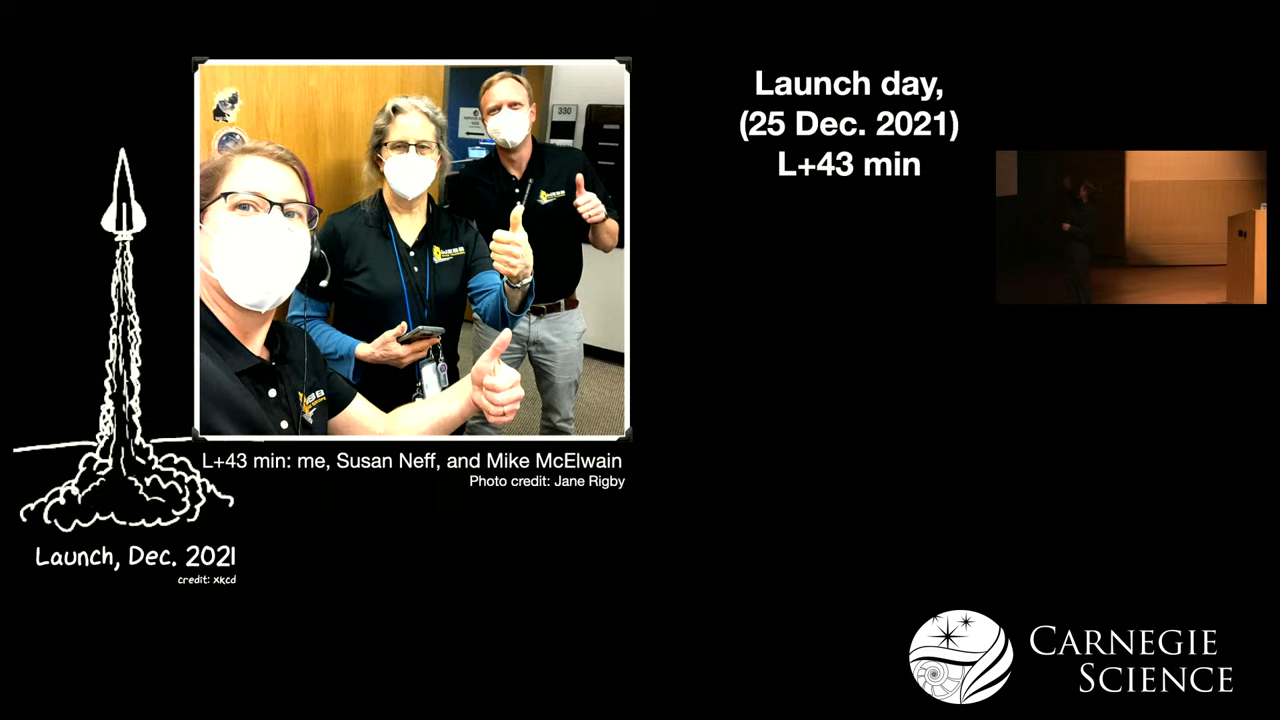 Launch day,
(25 Dec. 2021)
L+43 min
330
WEBB
L+43 min: me, Susan Neff, and Mike McElwain
Photo credit: Jane Rigby
Launch, Dec. 2021
credit: xkcd
CARNEGIE
SCIENCE